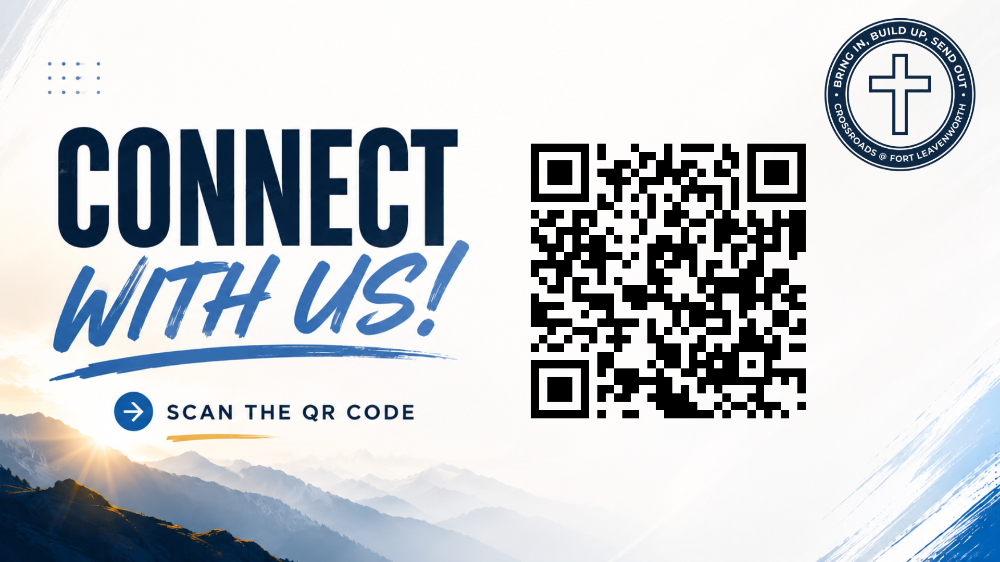 CONNECT
WITH US!
SCAN THE QR CODE
BRING IN, BUILD UP, SEND OUT
CROSSROADS @ FORT LEAVENWORTH